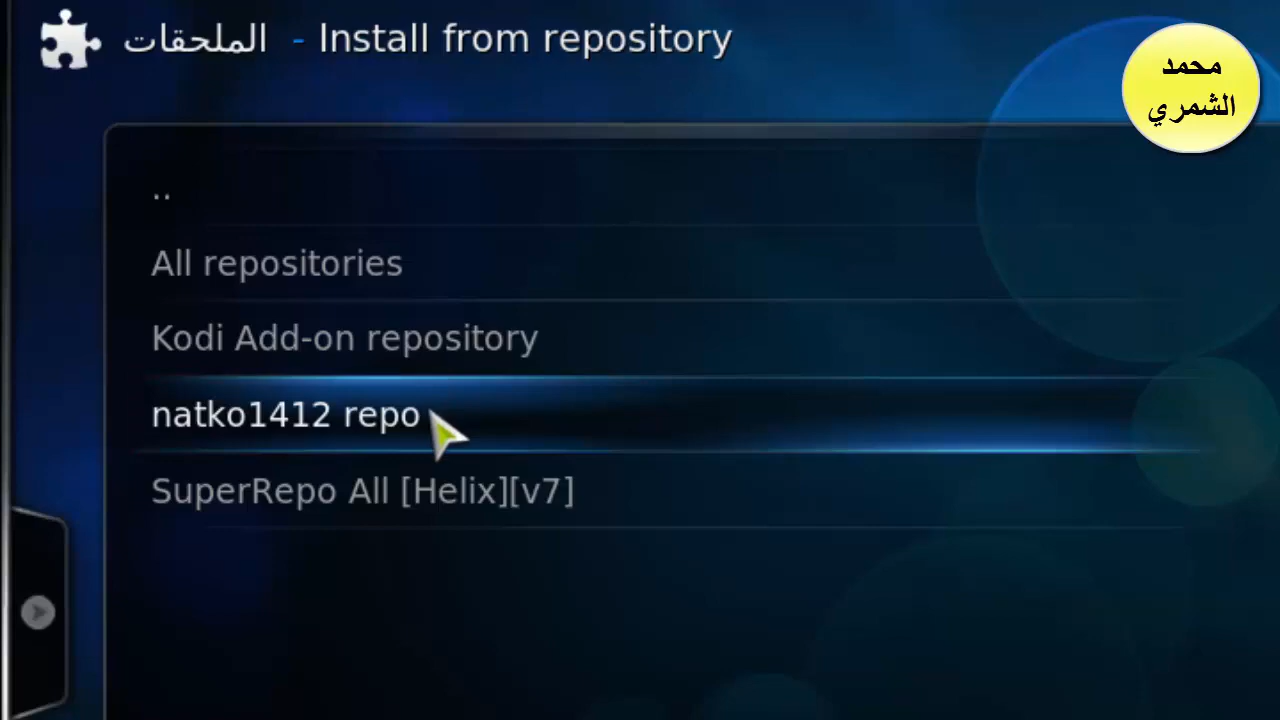 الملحقات - Install from repository
محمد
الشمري
..
All repositories
Kodi Add-on repository
natko1412 repo
SuperRepo All [Helix][v7]